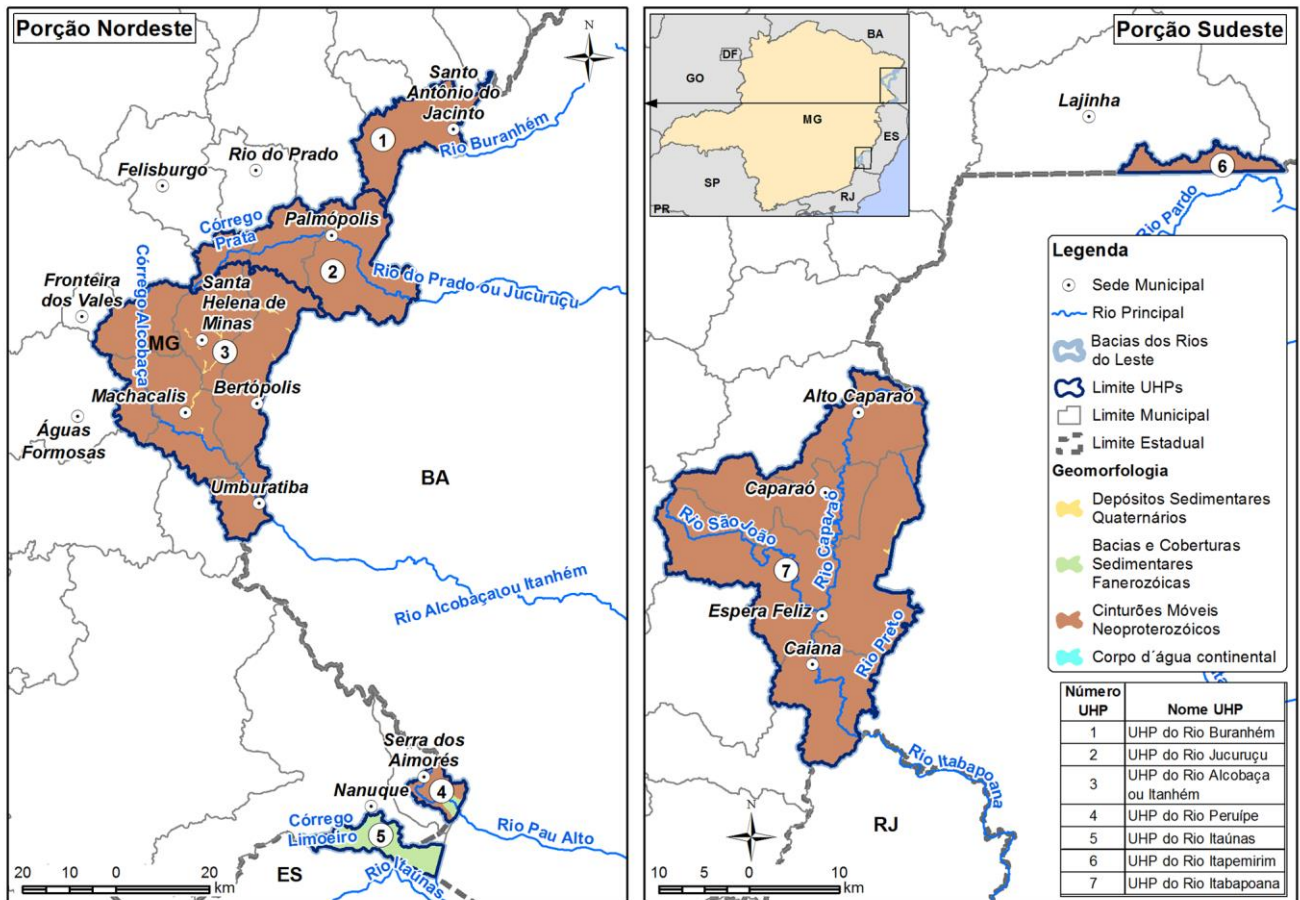 Porção Nordeste
N
Santo
Antônio do
Jacinto
1
Rio Buranhém
Rio do Prado
Felisburgo
Palmópolis
Córrego
Prata
2
Rio do Prado ou Jucuruçu
Santa
Helena de
Minas
Fronteira
dos Vales
Córrego Alcobaça
MG
3
Machacalis
Bertópolis
Águas
Formosas
Umburatiba
BA
Rio Alcobaça ou Itanhém
Serra dos
Aimorés
4
Nanuque
Córrego
Limoeiro
5
Rio Pau Alto
Rio Itaúnas
ES
20 10 0 20
km
Porção Sudeste
BA
DF
GO
MG
ES
SP
RJ
PR
Lajinha
6
Rio Pardo
Alto Caparaó
Caparaó
Rio São João
Rio Caparaó
7
Espera Feliz
Caiana
Rio Preto
Rio Itabapoana
N
RJ
10 5 0 10
km
Legenda
Sede Municipal
Rio Principal
Bacias dos Rios
do Leste
Limite UHPs
Limite Municipal
Limite Estadual
Geomorfologia
Depósitos Sedimentares
Quaternários
Bacias e Coberturas
Sedimentares
Fanerozóicas
Cinturões Móveis
Neoproterozóicos
Corpo d´água continental
Número UHP Nome UHP
1 UHP do Rio Buranhém
2 UHP do Rio Jucuruçu
3 UHP do Rio Alcobaça
ou Itanhém
4 UHP do Rio Peruípe
5 UHP do Rio Itaúnas
6 UHP do Rio Itapemirim
7 UHP do Rio Itabapoana